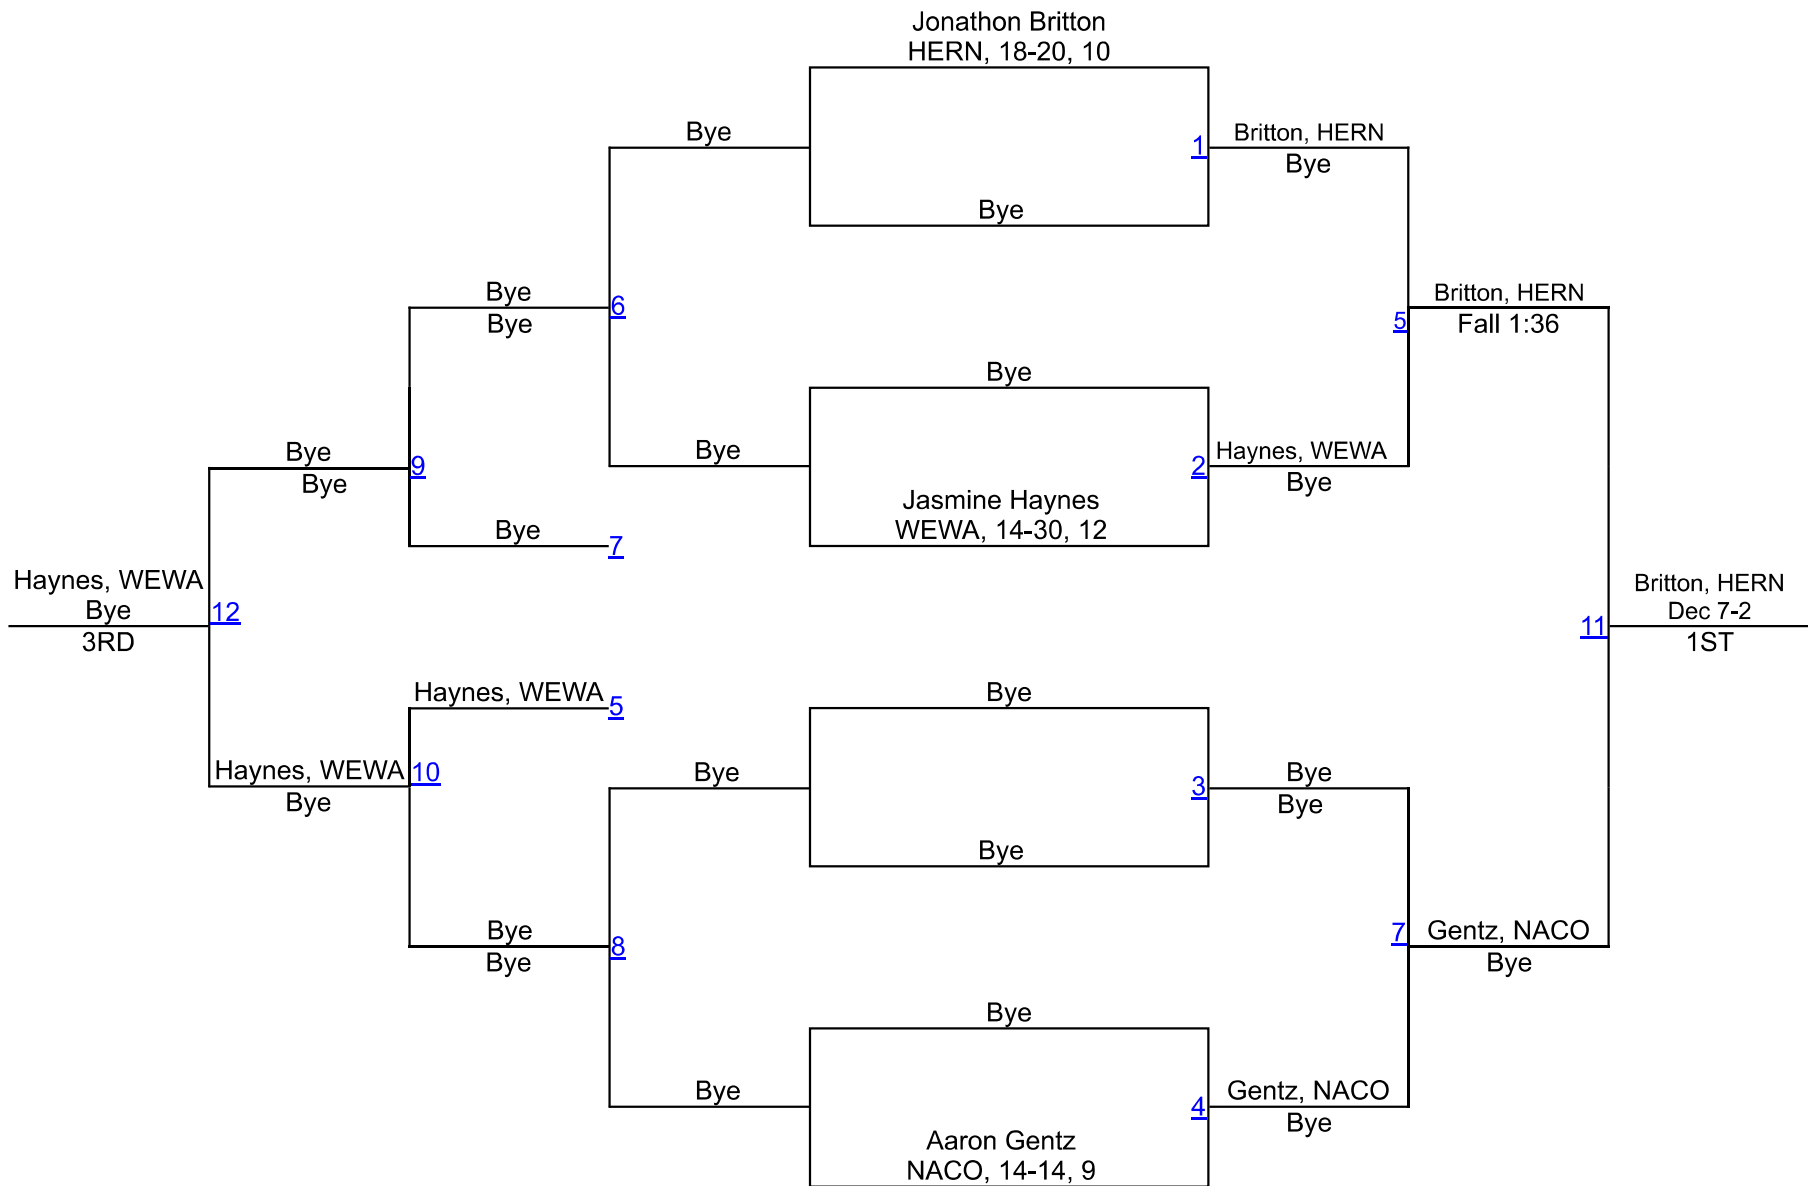 Jonathon Britton
HERN, 18-20, 10
Bye
1
Britton, HERN
Bye
Bye
Bye
Bye
6
Britton, HERN
Fall 1:36
5
Bye
Bye
Bye
Bye
9
Bye
2
Haynes, WEWA
Bye
Jasmine Haynes
WEWA, 14-30, 12
Bye
7
Haynes, WEWA
Bye
3RD
12
Britton, HERN
Dec 7-2
1ST
11
Haynes, WEWA
5
Bye
Haynes, WEWA
Bye
10
Bye
3
Bye
Bye
Bye
Bye
Bye
8
7
Gentz, NACO
Bye
Bye
Bye
4
Gentz, NACO
Bye
Aaron Gentz
NACO, 14-14, 9